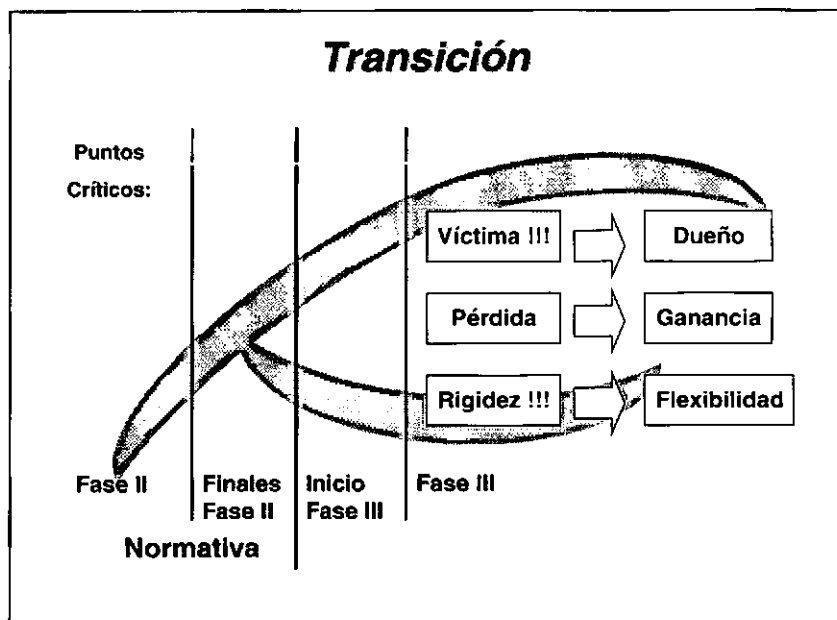 Transición
Puntos
Críticos:
Víctima !!!
Dueño
Pérdida
Ganancia
Rigidez !!!
Flexibilidad
Fase II
Finales
Fase II
Inicio
Fase III
Fase III
Normativa